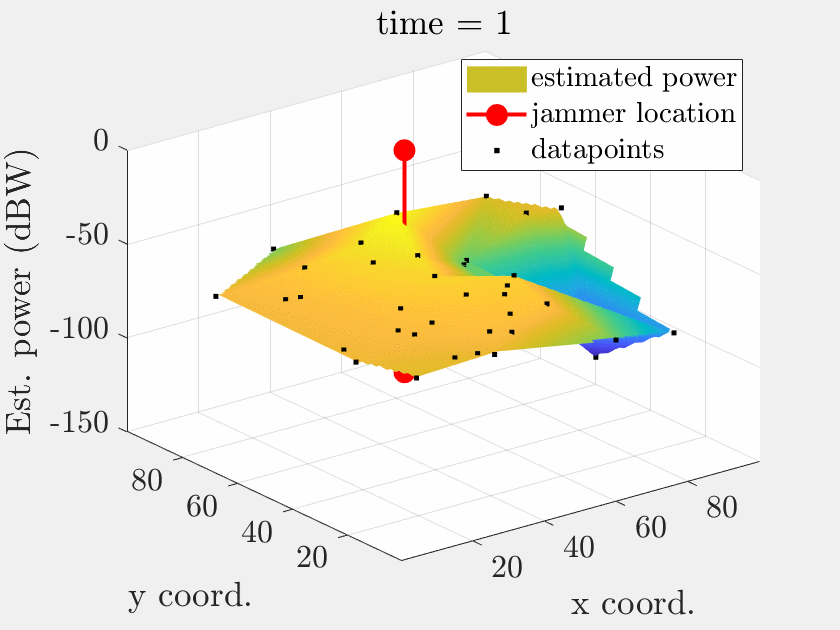 time = 1
estimated power
jammer location
datapoints
Est. power (dBW)
0
-50
-100
-150
80
60
40
20
y coord.
20
40
60
80
x coord.